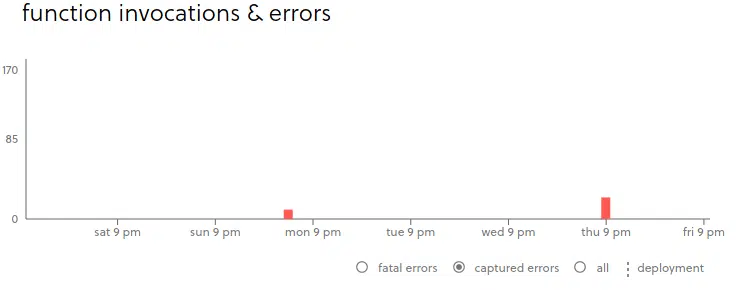 function invocations & errors
170
85
0
sat 9 pm sun 9 pm mon 9 pm tue 9 pm wed 9 pm thu 9 pm fri 9 pm
fatal errors captured errors all deployment